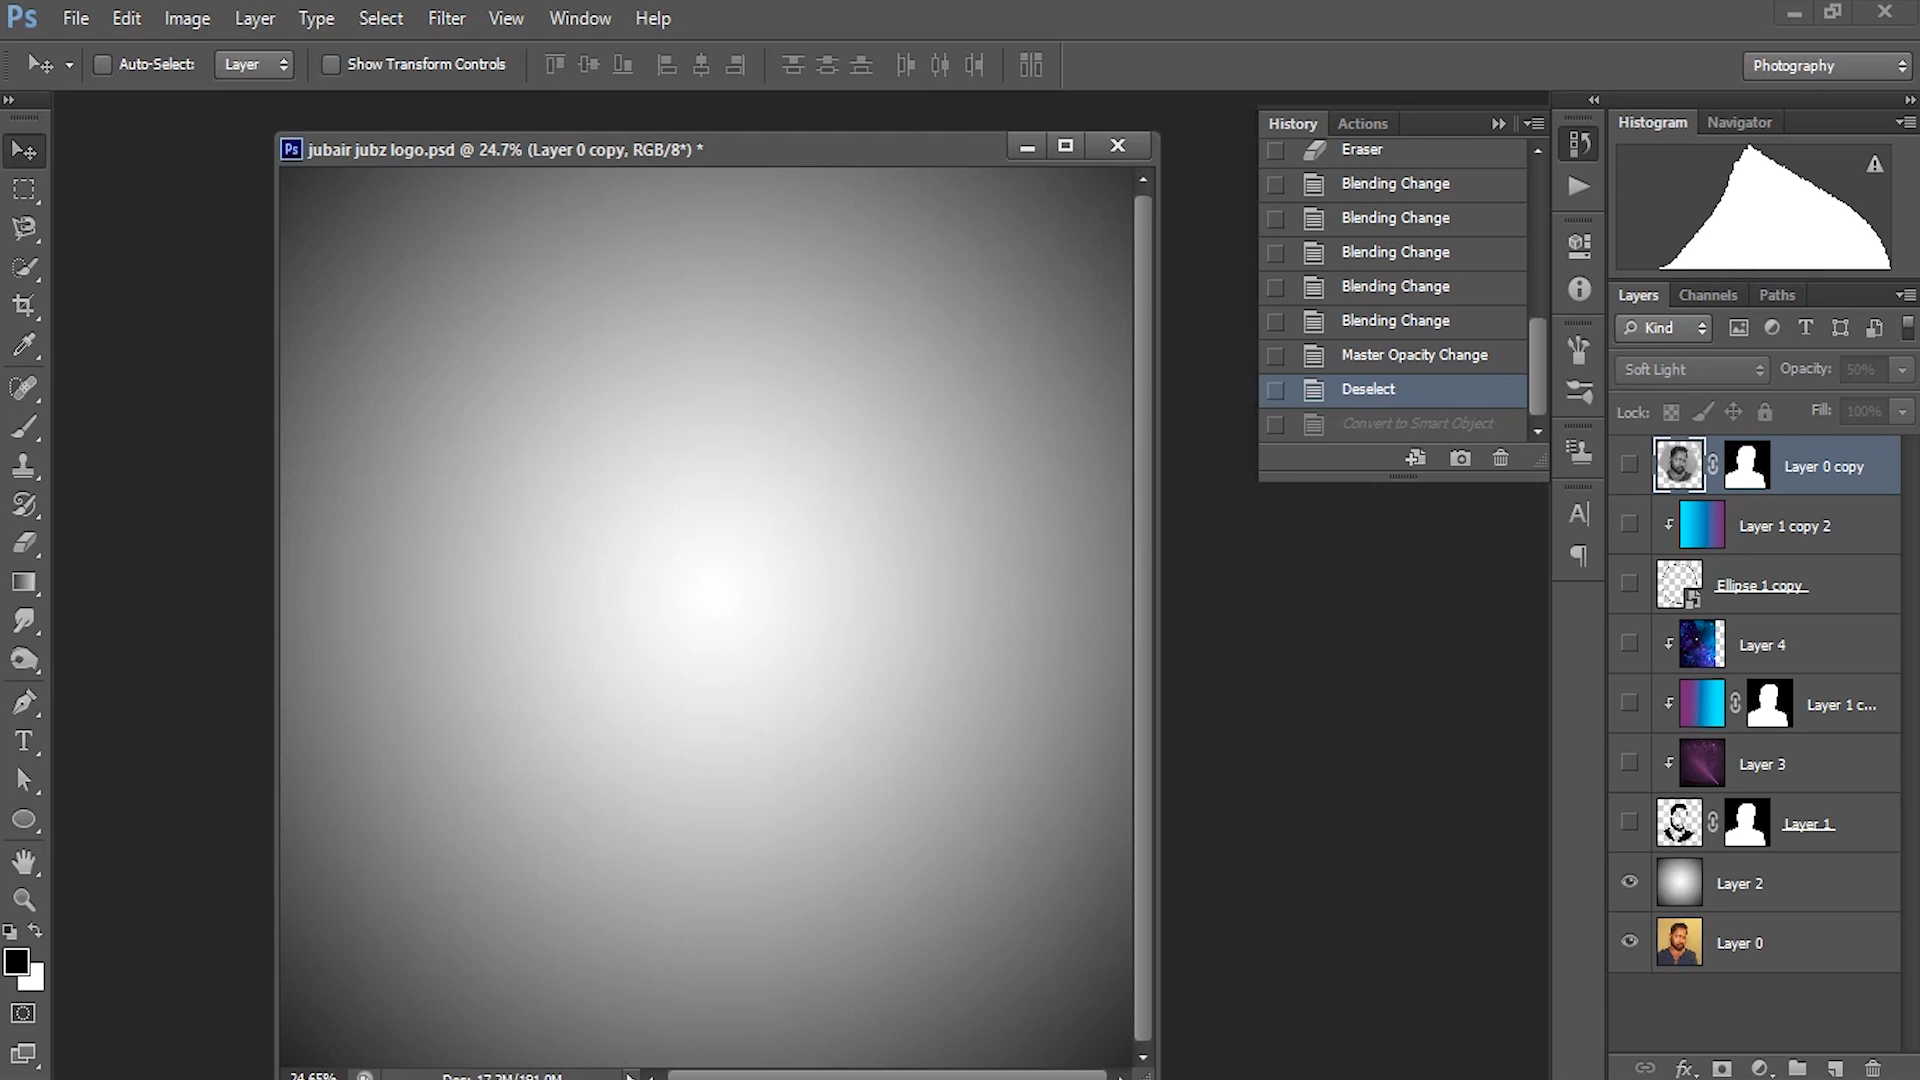 Ps File Edit Image Layer Type Select Filter View Window Help
Auto-Select: Layer Show Transform Controls Photography
Ps jubair jubz logo.psd @ 24.7% (Layer 0 copy, RGB/8*) *
History Actions
Eraser
Blending Change
Blending Change
Blending Change
Blending Change
Blending Change
Master Opacity Change
Deselect
Convert to Smart Object
Histogram Navigator
Layers Channels Paths
Kind
Soft Light Opacity: 50%
Lock: Fill: 100%
Layer 0 copy
Layer 1 copy 2
Ellipse 1 copy
Layer 4
Layer 1 c...
Layer 3
Layer 1
Layer 2
Layer 0
24.65% Doc: 17.2M/191.0M